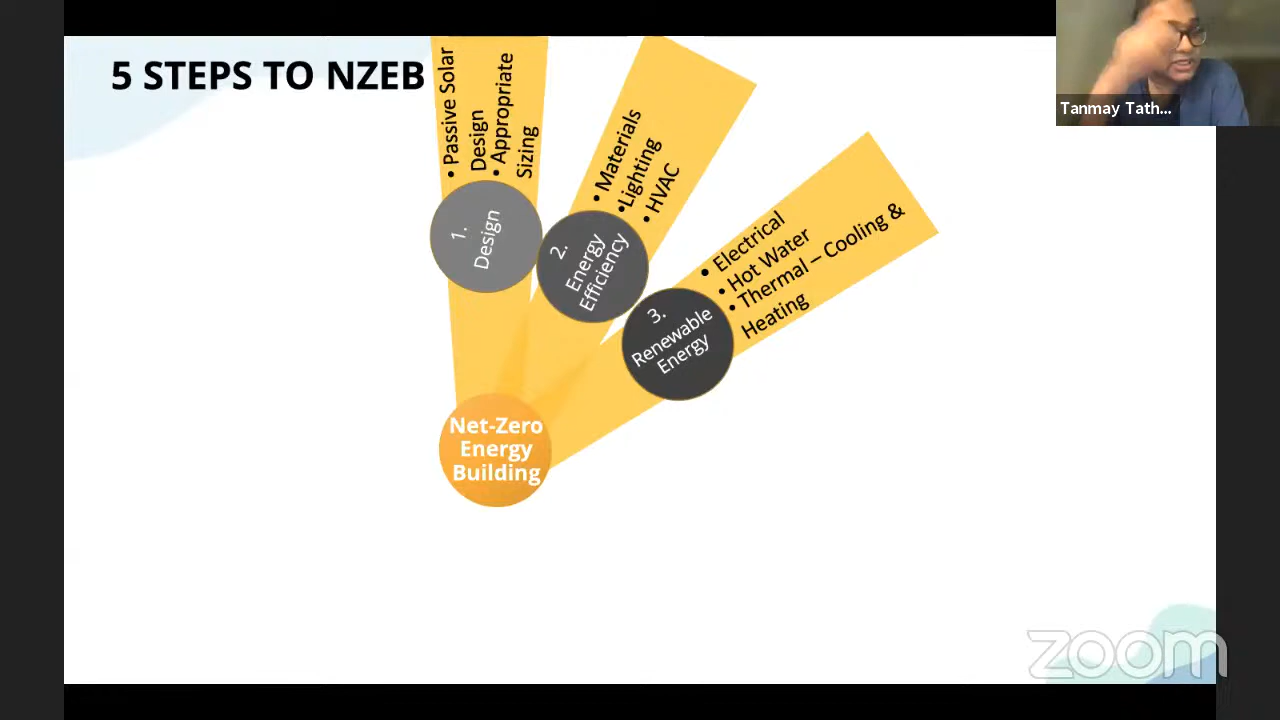 5 STEPS TO NZEB
• Passive Solar
Design
• Appropriate
Sizing
1.
Design
• Materials
•Lighting
• HVAC
2.
Energy
Efficiency
• Electrical
• Hot Water
• Thermal – Cooling &
Heating
3.
Renewable
Energy
Net-Zero
Energy
Building
Tanmay Tath...
zoom